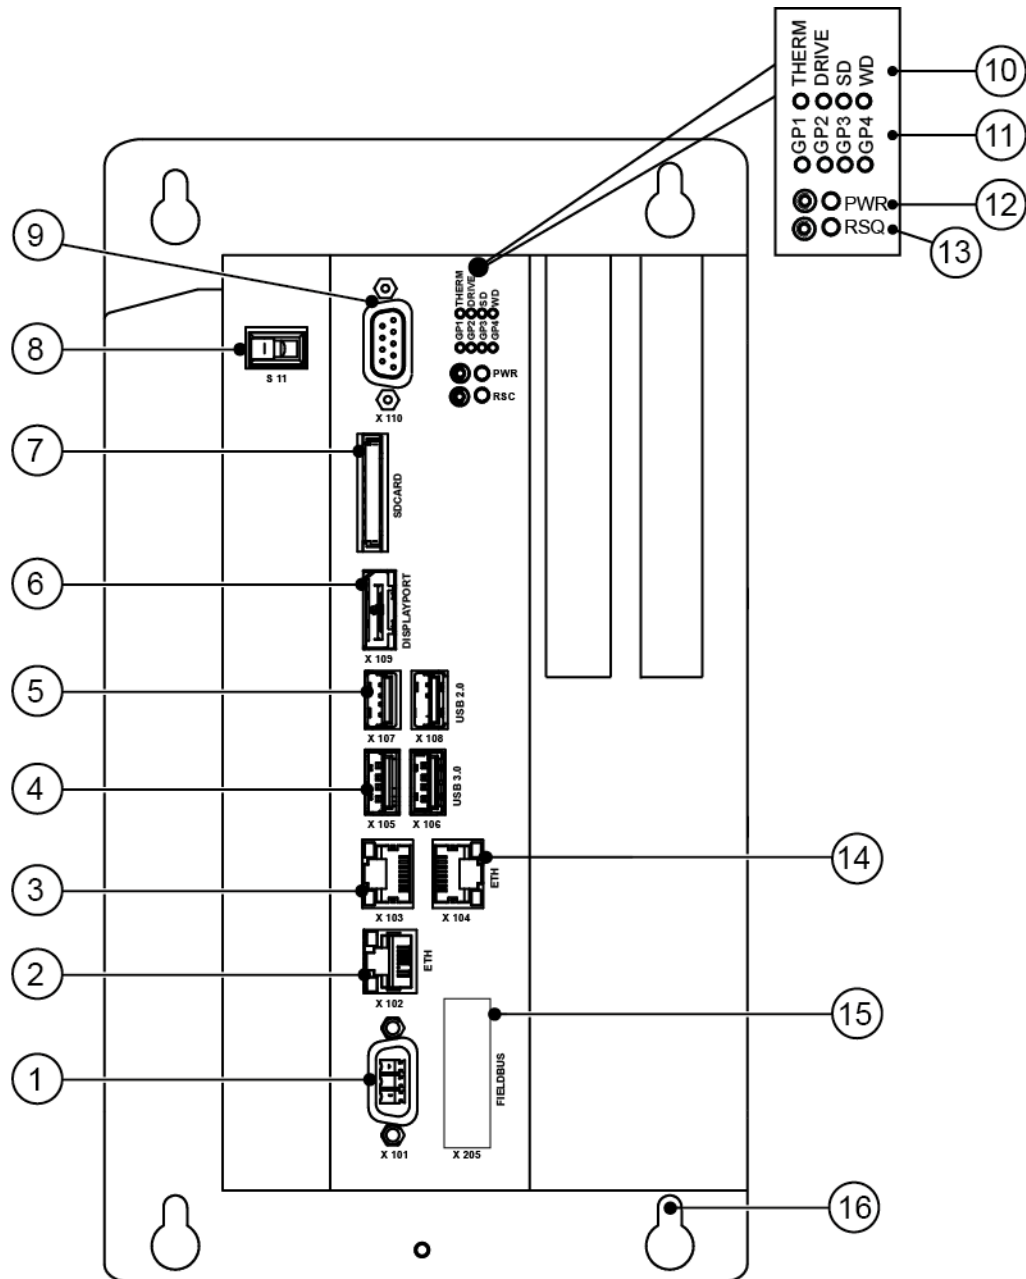 THERM
DRIVE
SD
WD
10
GP1
GP2
GP3
GP4
11
PWR
12
RSQ
13
9
THERM
DRIVE
SD
WD
GP1
GP2
GP3
GP4
8
S 11
PWR
RSC
X 110
7
SDCARD
6
DISPLAYPORT
X 109
5
USB 2.0
X 107
X 108
4
USB 3.0
X 105
X 106
14
3
ETH
X 103
X 104
2
ETH
X 102
15
1
FIELDBUS
X 101
X 205
16